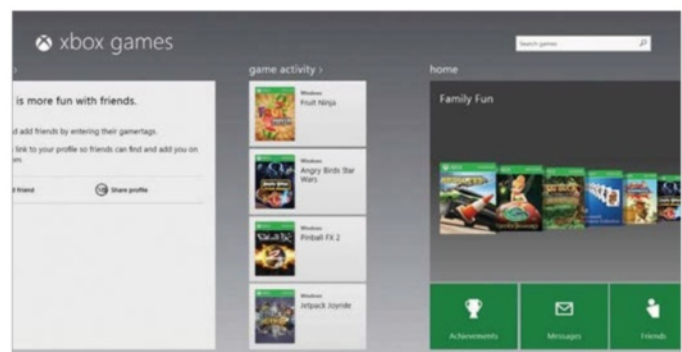 xbox games
Search games
game activity
home
is more fun with friends.
d add friends by entering their gamertags.
link to your profile so friends can find and add you on
d friend
Share profile
Windows
Fruit Ninja
Windows
Angry Birds Star
Wars
Windows
Pinball FX 2
Windows
Jetpack Joyride
Family Fun
Achievements
Messages
Friends